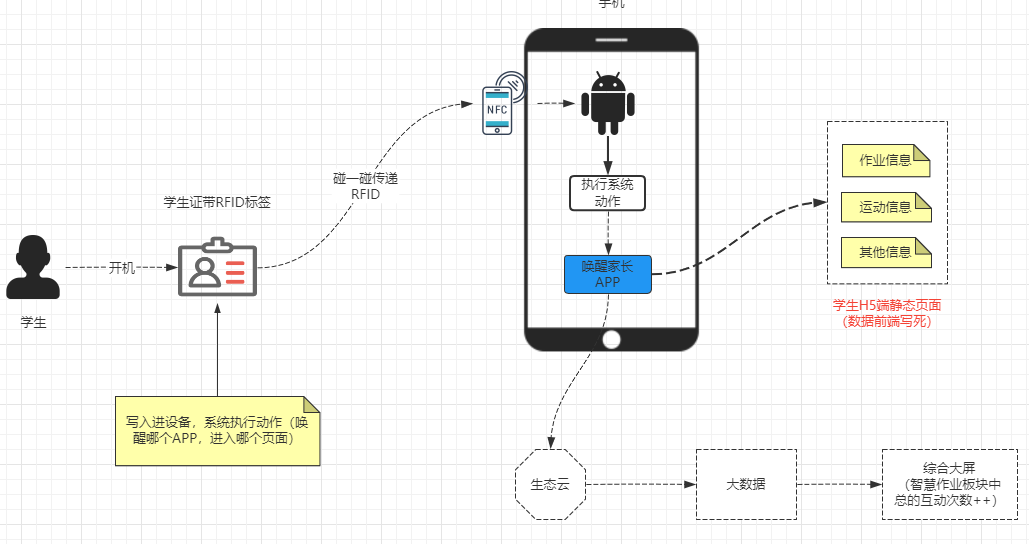 手机
NFC
执行系统
动作
唤醒家长
APP
碰一碰传递
RFID
学生证带RFID标签
开机
学生
写入进设备，系统执行动作（唤
醒哪个APP，进入哪个页面）
作业信息
运动信息
其他信息
学生H5端静态页面
（数据前端写死）
生态云
大数据
综合大屏
（智慧作业板块中
总的互动次数++）